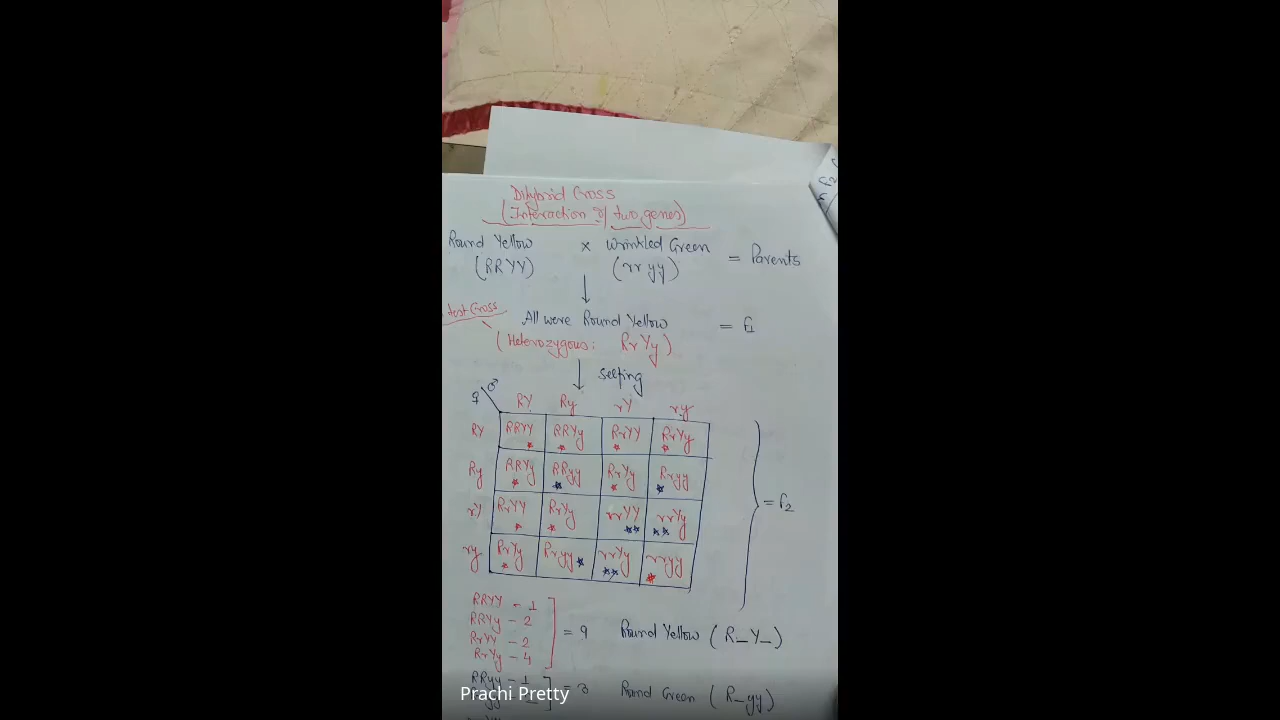 Dihybrid Cross
(Interaction of two genes)
Round Yellow × Wrinkled Green = Parents
(RRYY) (rryy)
test Cross
All were Round Yellow = F1
(Heterozygous: RrYy)
selfing
♀ ♂ RY Ry rY ry
RY RRYY RRYy RrYY RrYy
Ry RRYy RRyy RrYy Rryy
rY RrYY RrYy rrYY rrYy
ry RrYy Rryy rrYy rryy
= F2
RRYY - 1
RRYy - 2
RrYY - 2
RrYy - 4
= 9 Round Yellow (R_Y_)
RRyy - 1
= 3 Round Green (R_yy)
Prachi Pretty